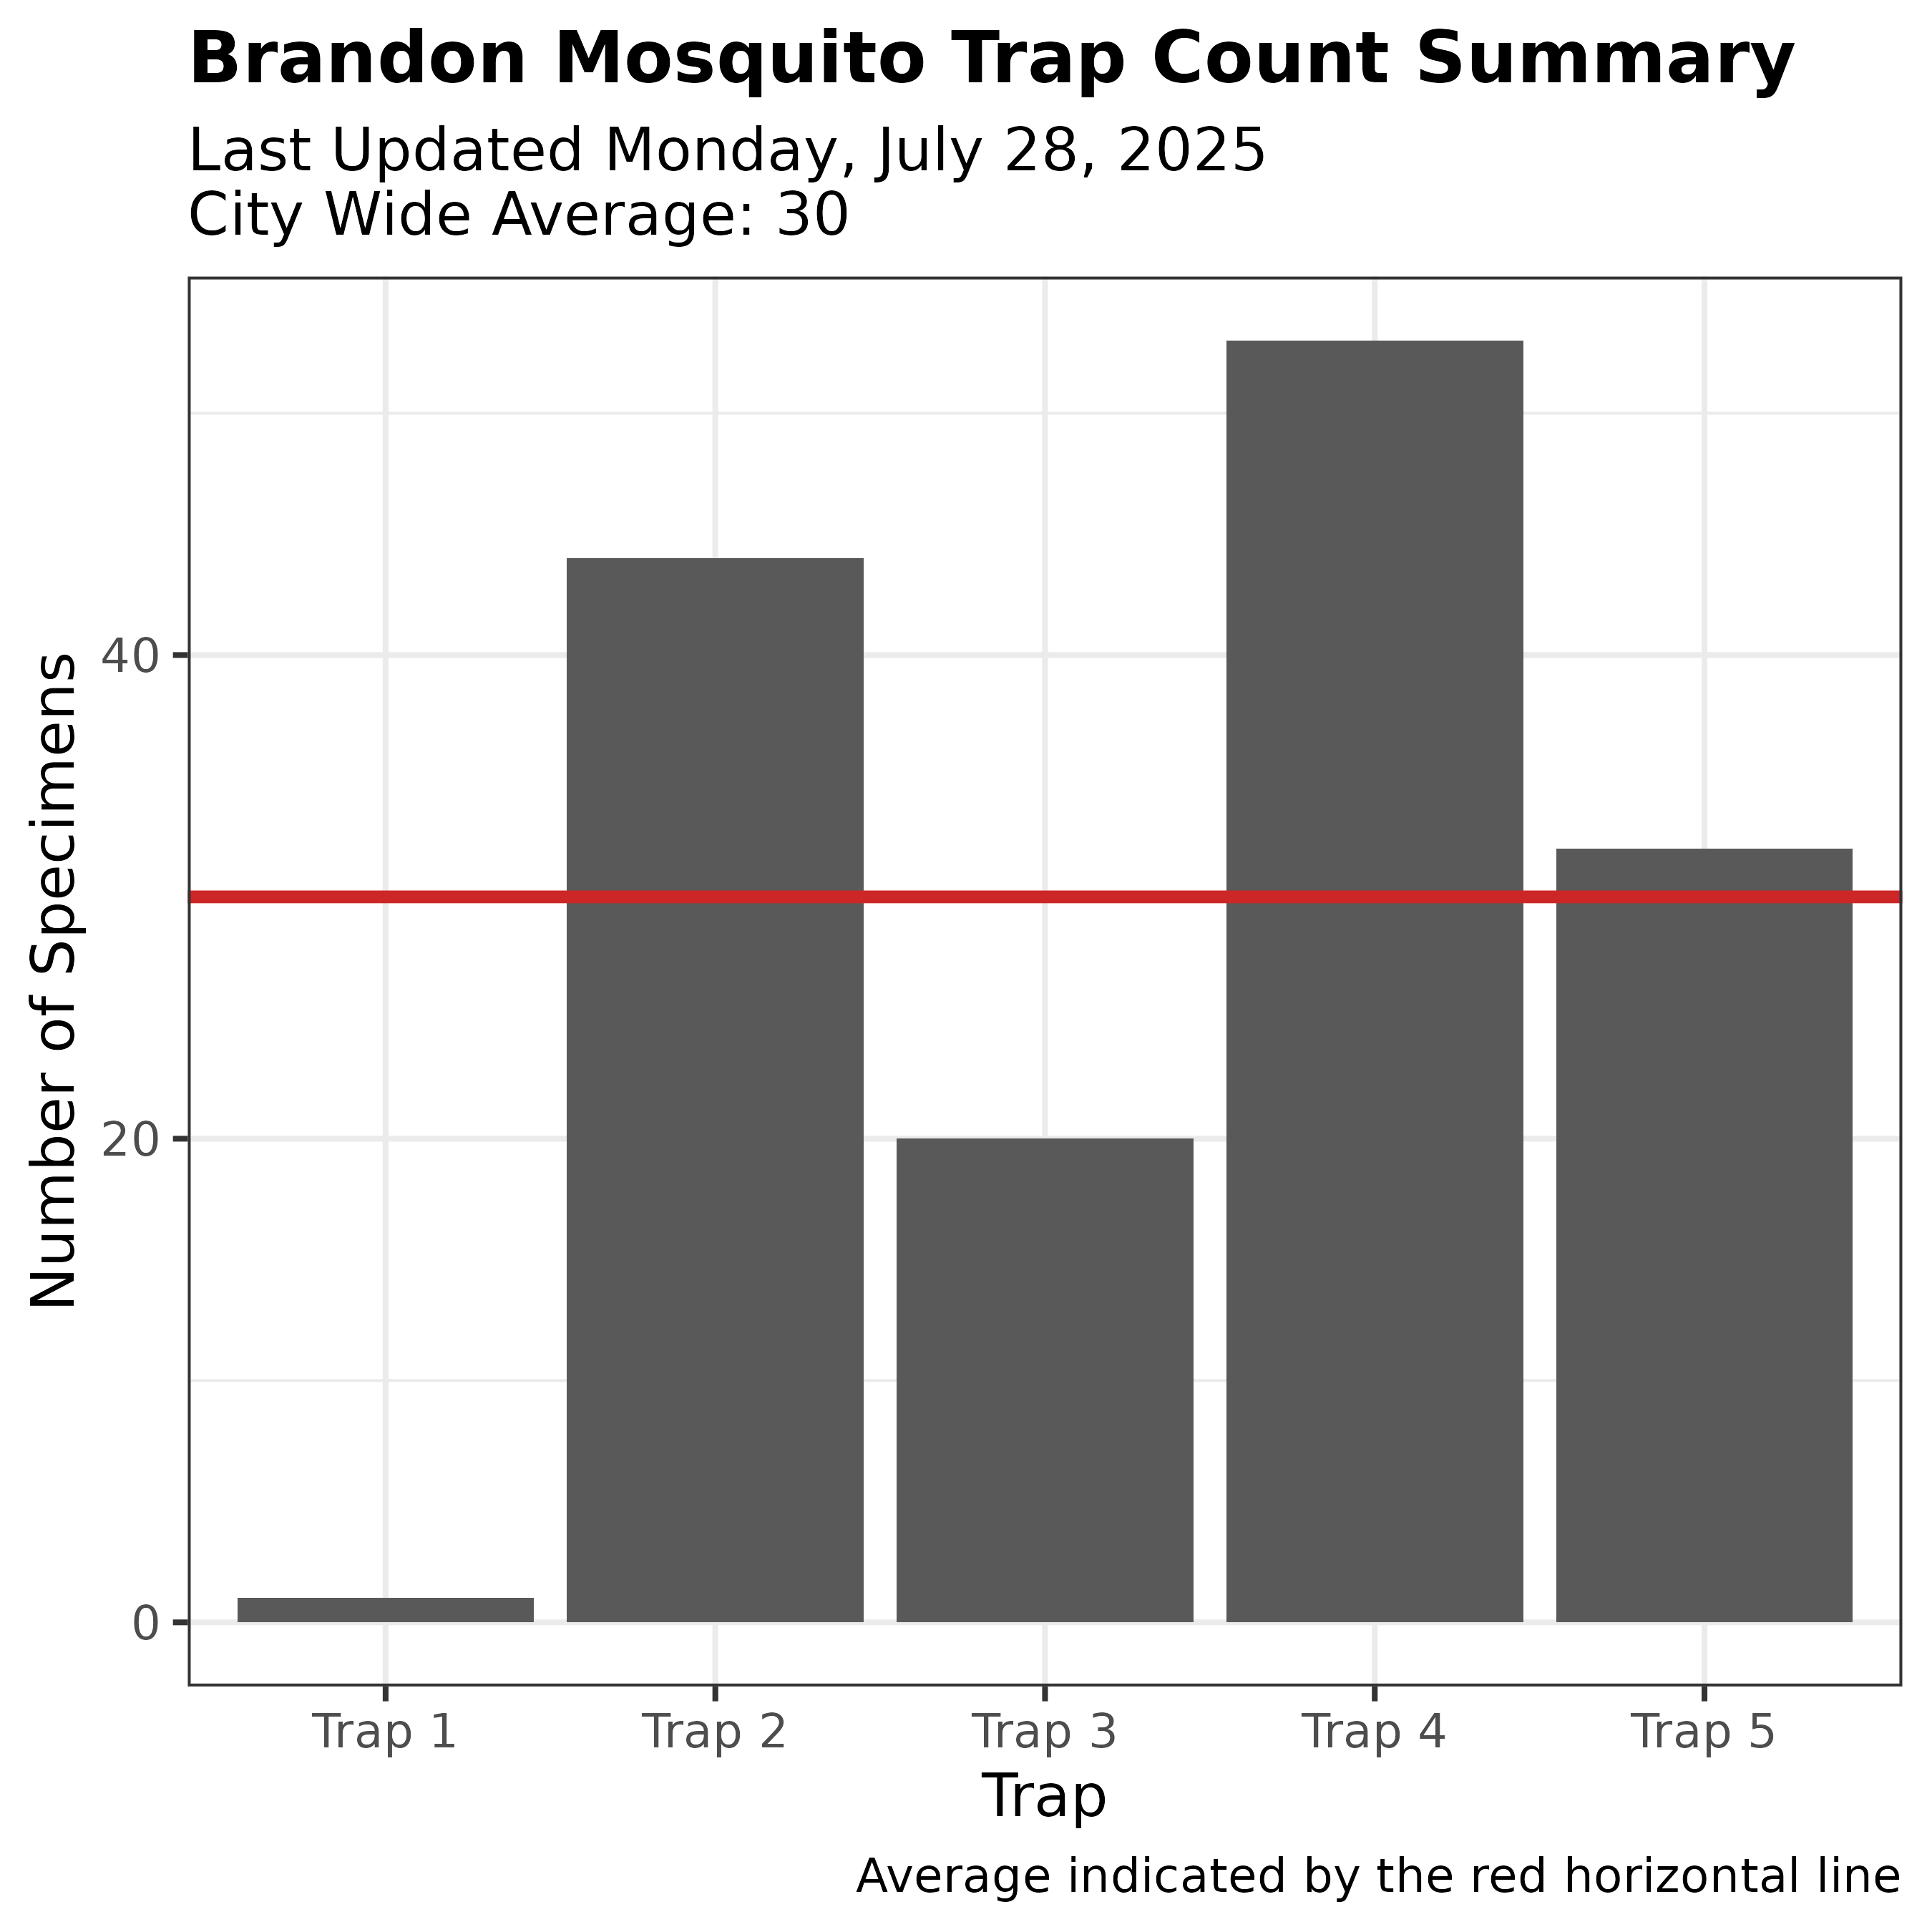 Brandon Mosquito Trap Count Summary
Last Updated Monday, July 28, 2025
City Wide Average: 30
Number of Specimens
40
20
0
Trap 1 Trap 2 Trap 3 Trap 4 Trap 5
Trap
Average indicated by the red horizontal line